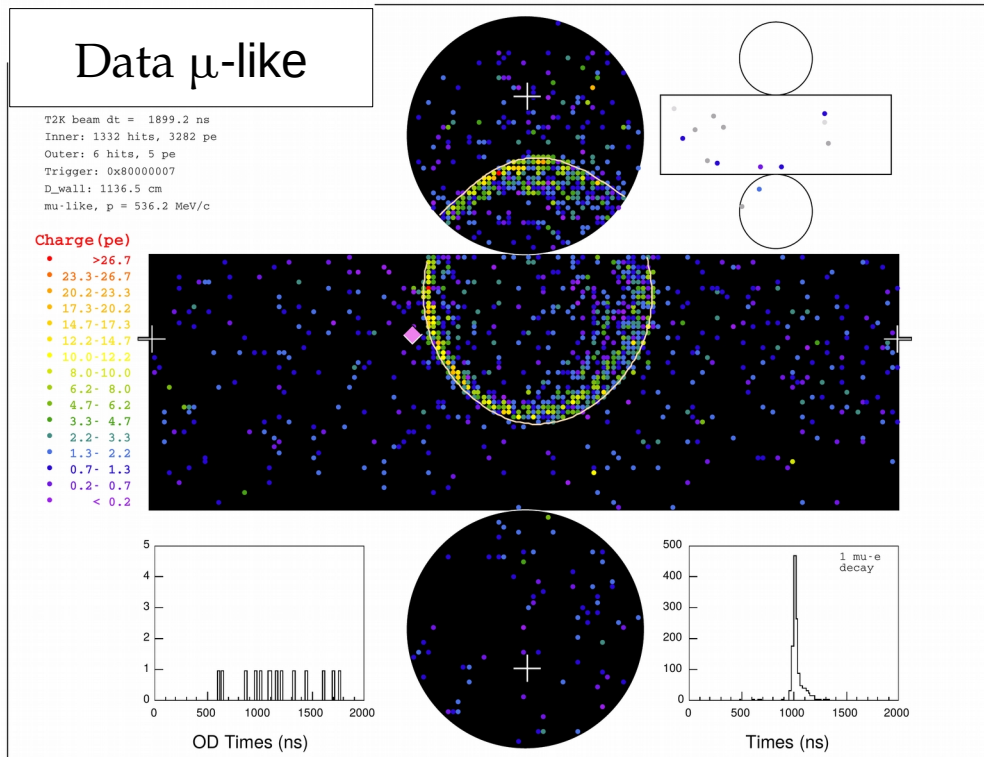 Data μ-like
T2K beam dt = 1899.2 ns
Inner: 1332 hits, 3282 pe
Outer: 6 hits, 5 pe
Trigger: 0x80000007
D_wall: 1136.5 cm
mu-like, p = 536.2 MeV/c
Charge(pe)
>26.7
23.3-26.7
20.2-23.3
17.3-20.2
14.7-17.3
12.2-14.7
10.0-12.2
8.0-10.0
6.2- 8.0
4.7- 6.2
3.3- 4.7
2.2- 3.3
1.3- 2.2
0.7- 1.3
0.2- 0.7
< 0.2
5
4
3
2
1
0
0 500 1000 1500 2000
OD Times (ns)
500
400
300
200
100
0
1 mu-e
decay
0 500 1000 1500 2000
Times (ns)